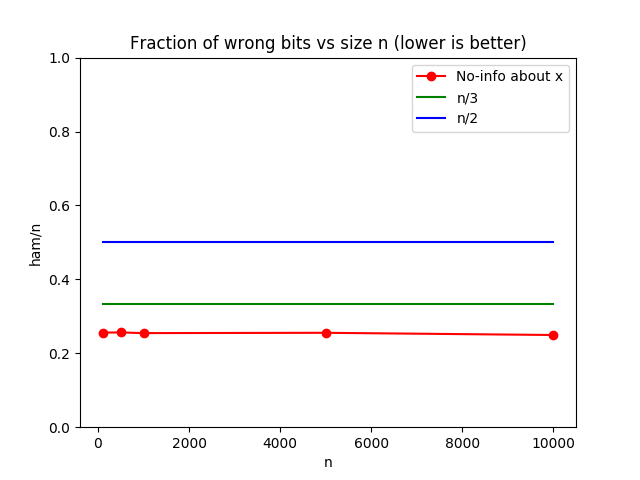 Fraction of wrong bits vs size n (lower is better)
1.0
0.8
0.6
0.4
0.2
0.0
ham/n
No-info about x
n/3
n/2
0 2000 4000 6000 8000 10000
n